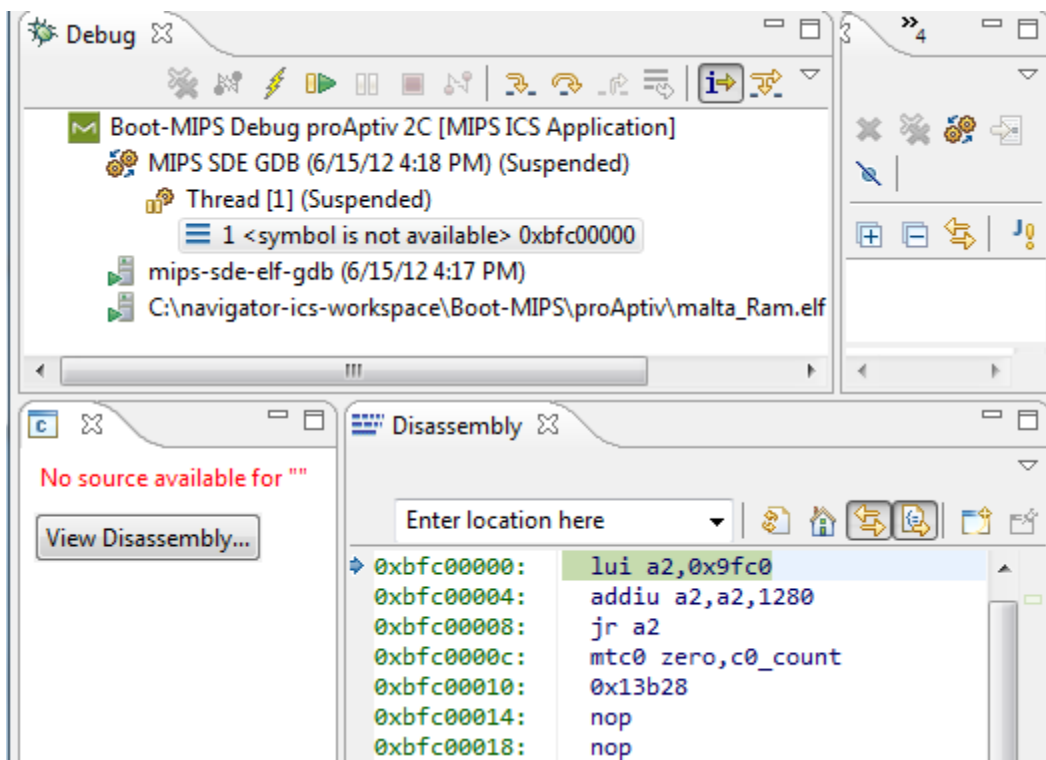 Debug
»4
Boot-MIPS Debug proAptiv 2C [MIPS ICS Application]
MIPS SDE GDB (6/15/12 4:18 PM) (Suspended)
Thread [1] (Suspended)
1 <symbol is not available> 0xbfc00000
mips-sde-elf-gdb (6/15/12 4:17 PM)
C:\navigator-ics-workspace\Boot-MIPS\proAptiv\malta_Ram.elf
Disassembly
No source available for ""
View Disassembly...
Enter location here
0xbfc00000: lui a2,0x9fc0
0xbfc00004: addiu a2,a2,1280
0xbfc00008: jr a2
0xbfc0000c: mtc0 zero,c0_count
0xbfc00010: 0x13b28
0xbfc00014: nop
0xbfc00018: nop